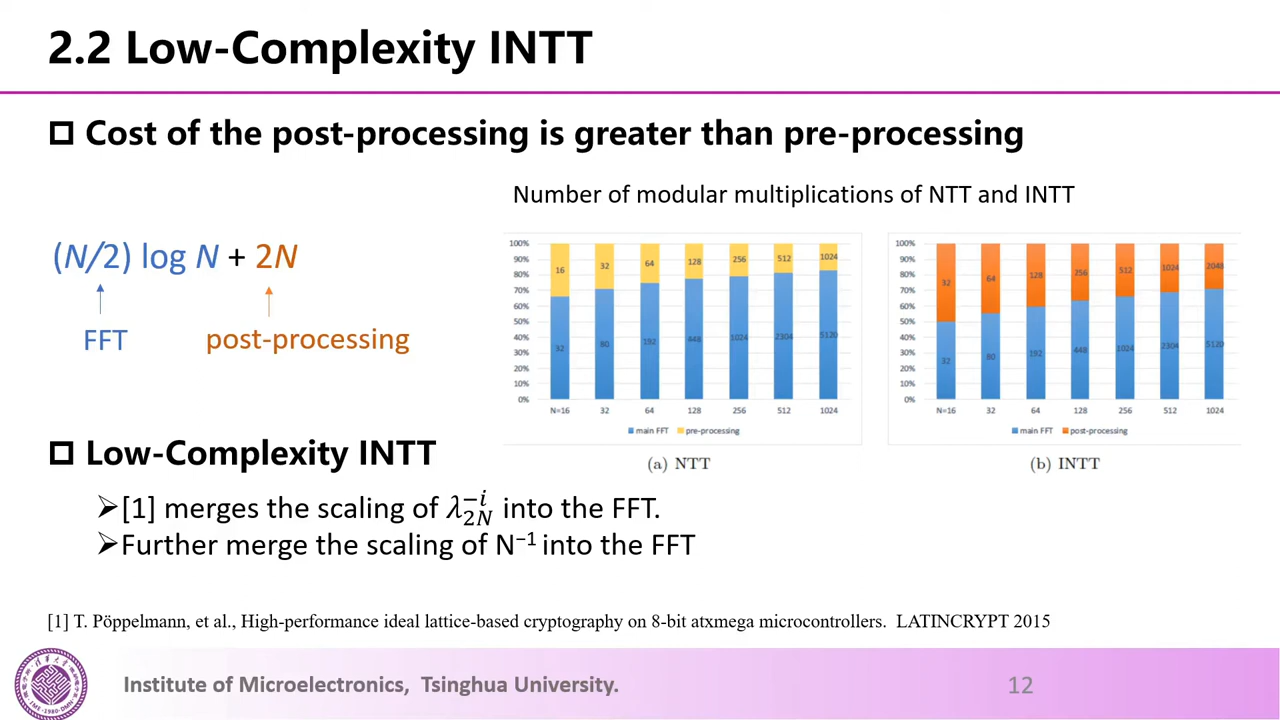 2.2 Low-Complexity INTT
Cost of the post-processing is greater than pre-processing
Number of modular multiplications of NTT and INTT
(N/2) log N + 2N
FFT
post-processing
100%
90%
80%
70%
60%
50%
40%
30%
20%
10%
0%
16 32 64 128 256 512 1024
32 80 192 448 1024 2304 5120
N=16 32 64 128 256 512 1024
main FFT pre-processing
(a) NTT
100%
90%
80%
70%
60%
50%
40%
30%
20%
10%
0%
32 64 128 256 512 1024 2048
32 80 192 448 1024 2304 5120
N=16 32 64 128 256 512 1024
main FFT post-processing
(b) INTT
Low-Complexity INTT
[1] merges the scaling of λ_{2N}^{−i} into the FFT.
Further merge the scaling of N⁻¹ into the FFT
[1] T. Pöppelmann, et al., High-performance ideal lattice-based cryptography on 8-bit atxmega microcontrollers. LATINCRYPT 2015
Institute of Microelectronics, Tsinghua University.
12